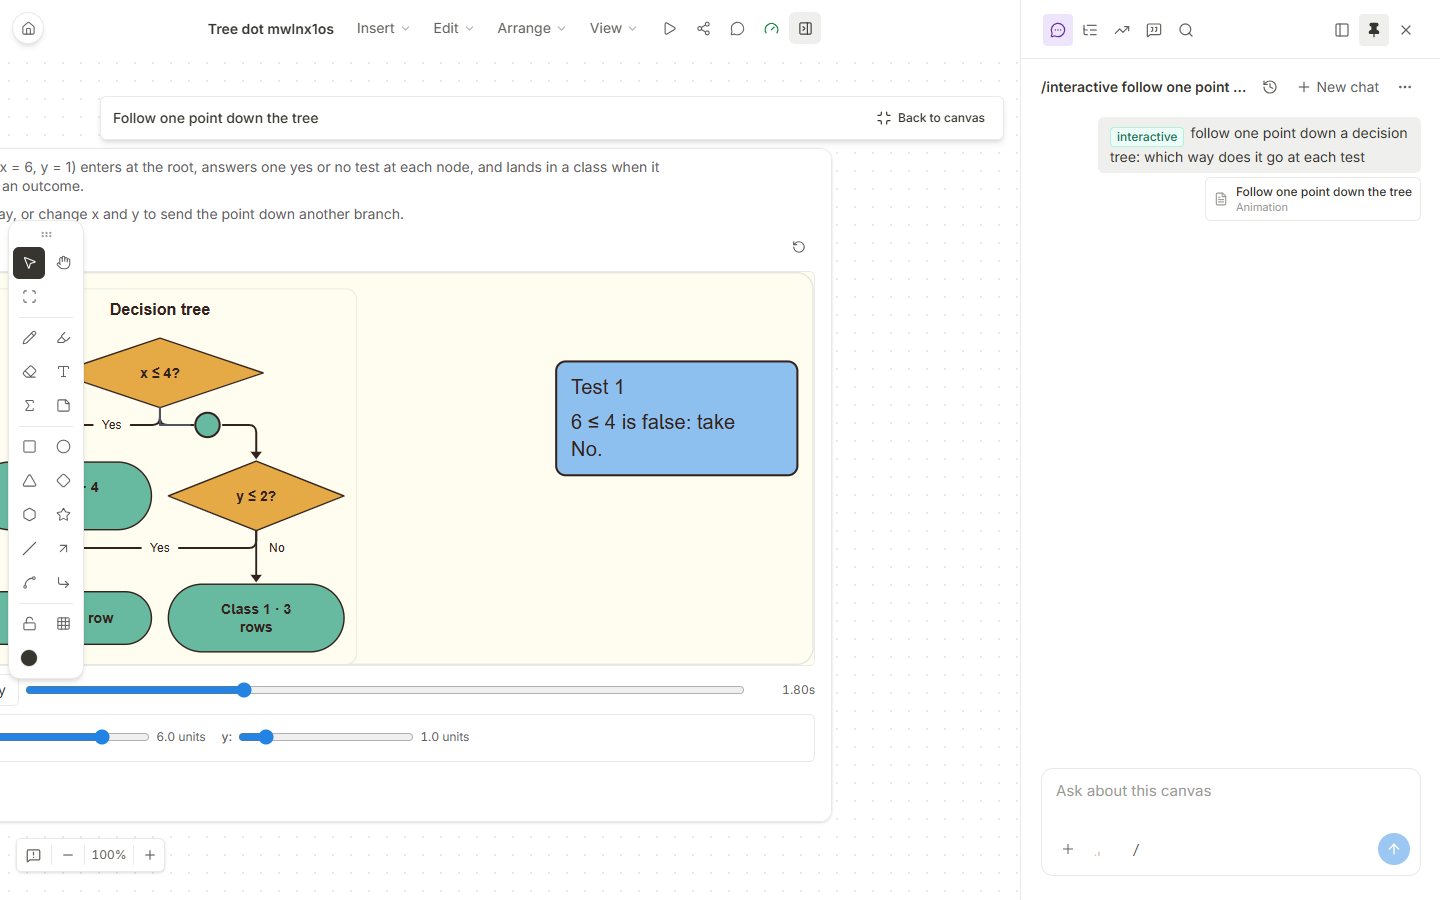 Tree dot mwlnx1os
Insert
Edit
Arrange
View
Follow one point down the tree
Back to canvas
x = 6, y = 1) enters at the root, answers one yes or no test at each node, and lands in a class when it
an outcome.
ay, or change x and y to send the point down another branch.
Decision tree
x ≤ 4?
Yes
· 4
y ≤ 2?
Yes
No
row
Class 1 · 3
rows
Test 1
6 ≤ 4 is false: take
No.
y
1.80s
6.0 units
y:
1.0 units
100%
/interactive follow one point ...
New chat
interactive follow one point down a decision
tree: which way does it go at each test
Follow one point down the tree
Animation
Ask about this canvas
/